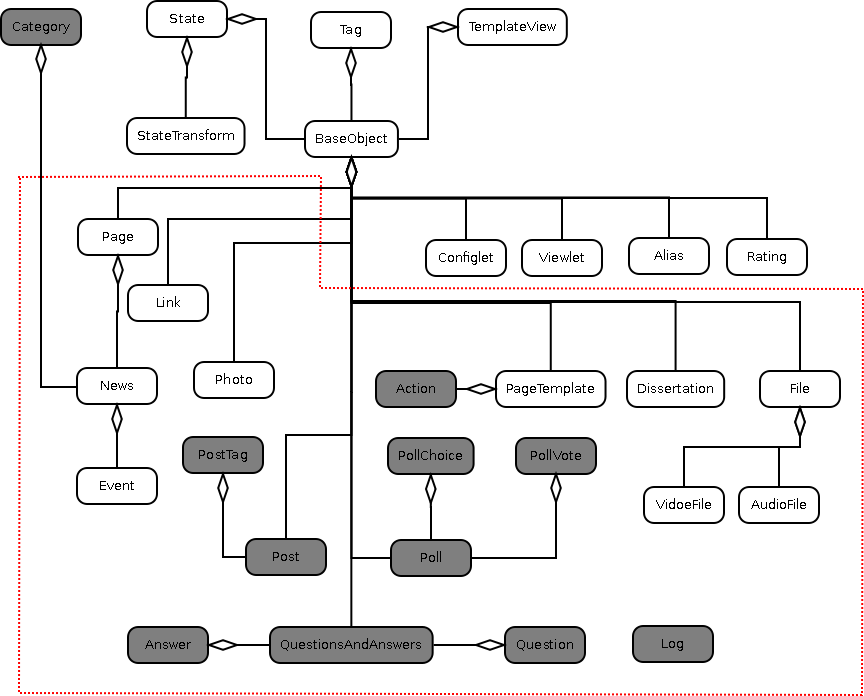 Category
State
Tag
TemplateView
StateTransform
BaseObject
Page
Configlet
Viewlet
Alias
Rating
Link
News
Photo
Action
PageTemplate
Dissertation
File
PostTag
PollChoice
PollVote
Event
VidoeFile
AudioFile
Post
Poll
Answer
QuestionsAndAnswers
Question
Log